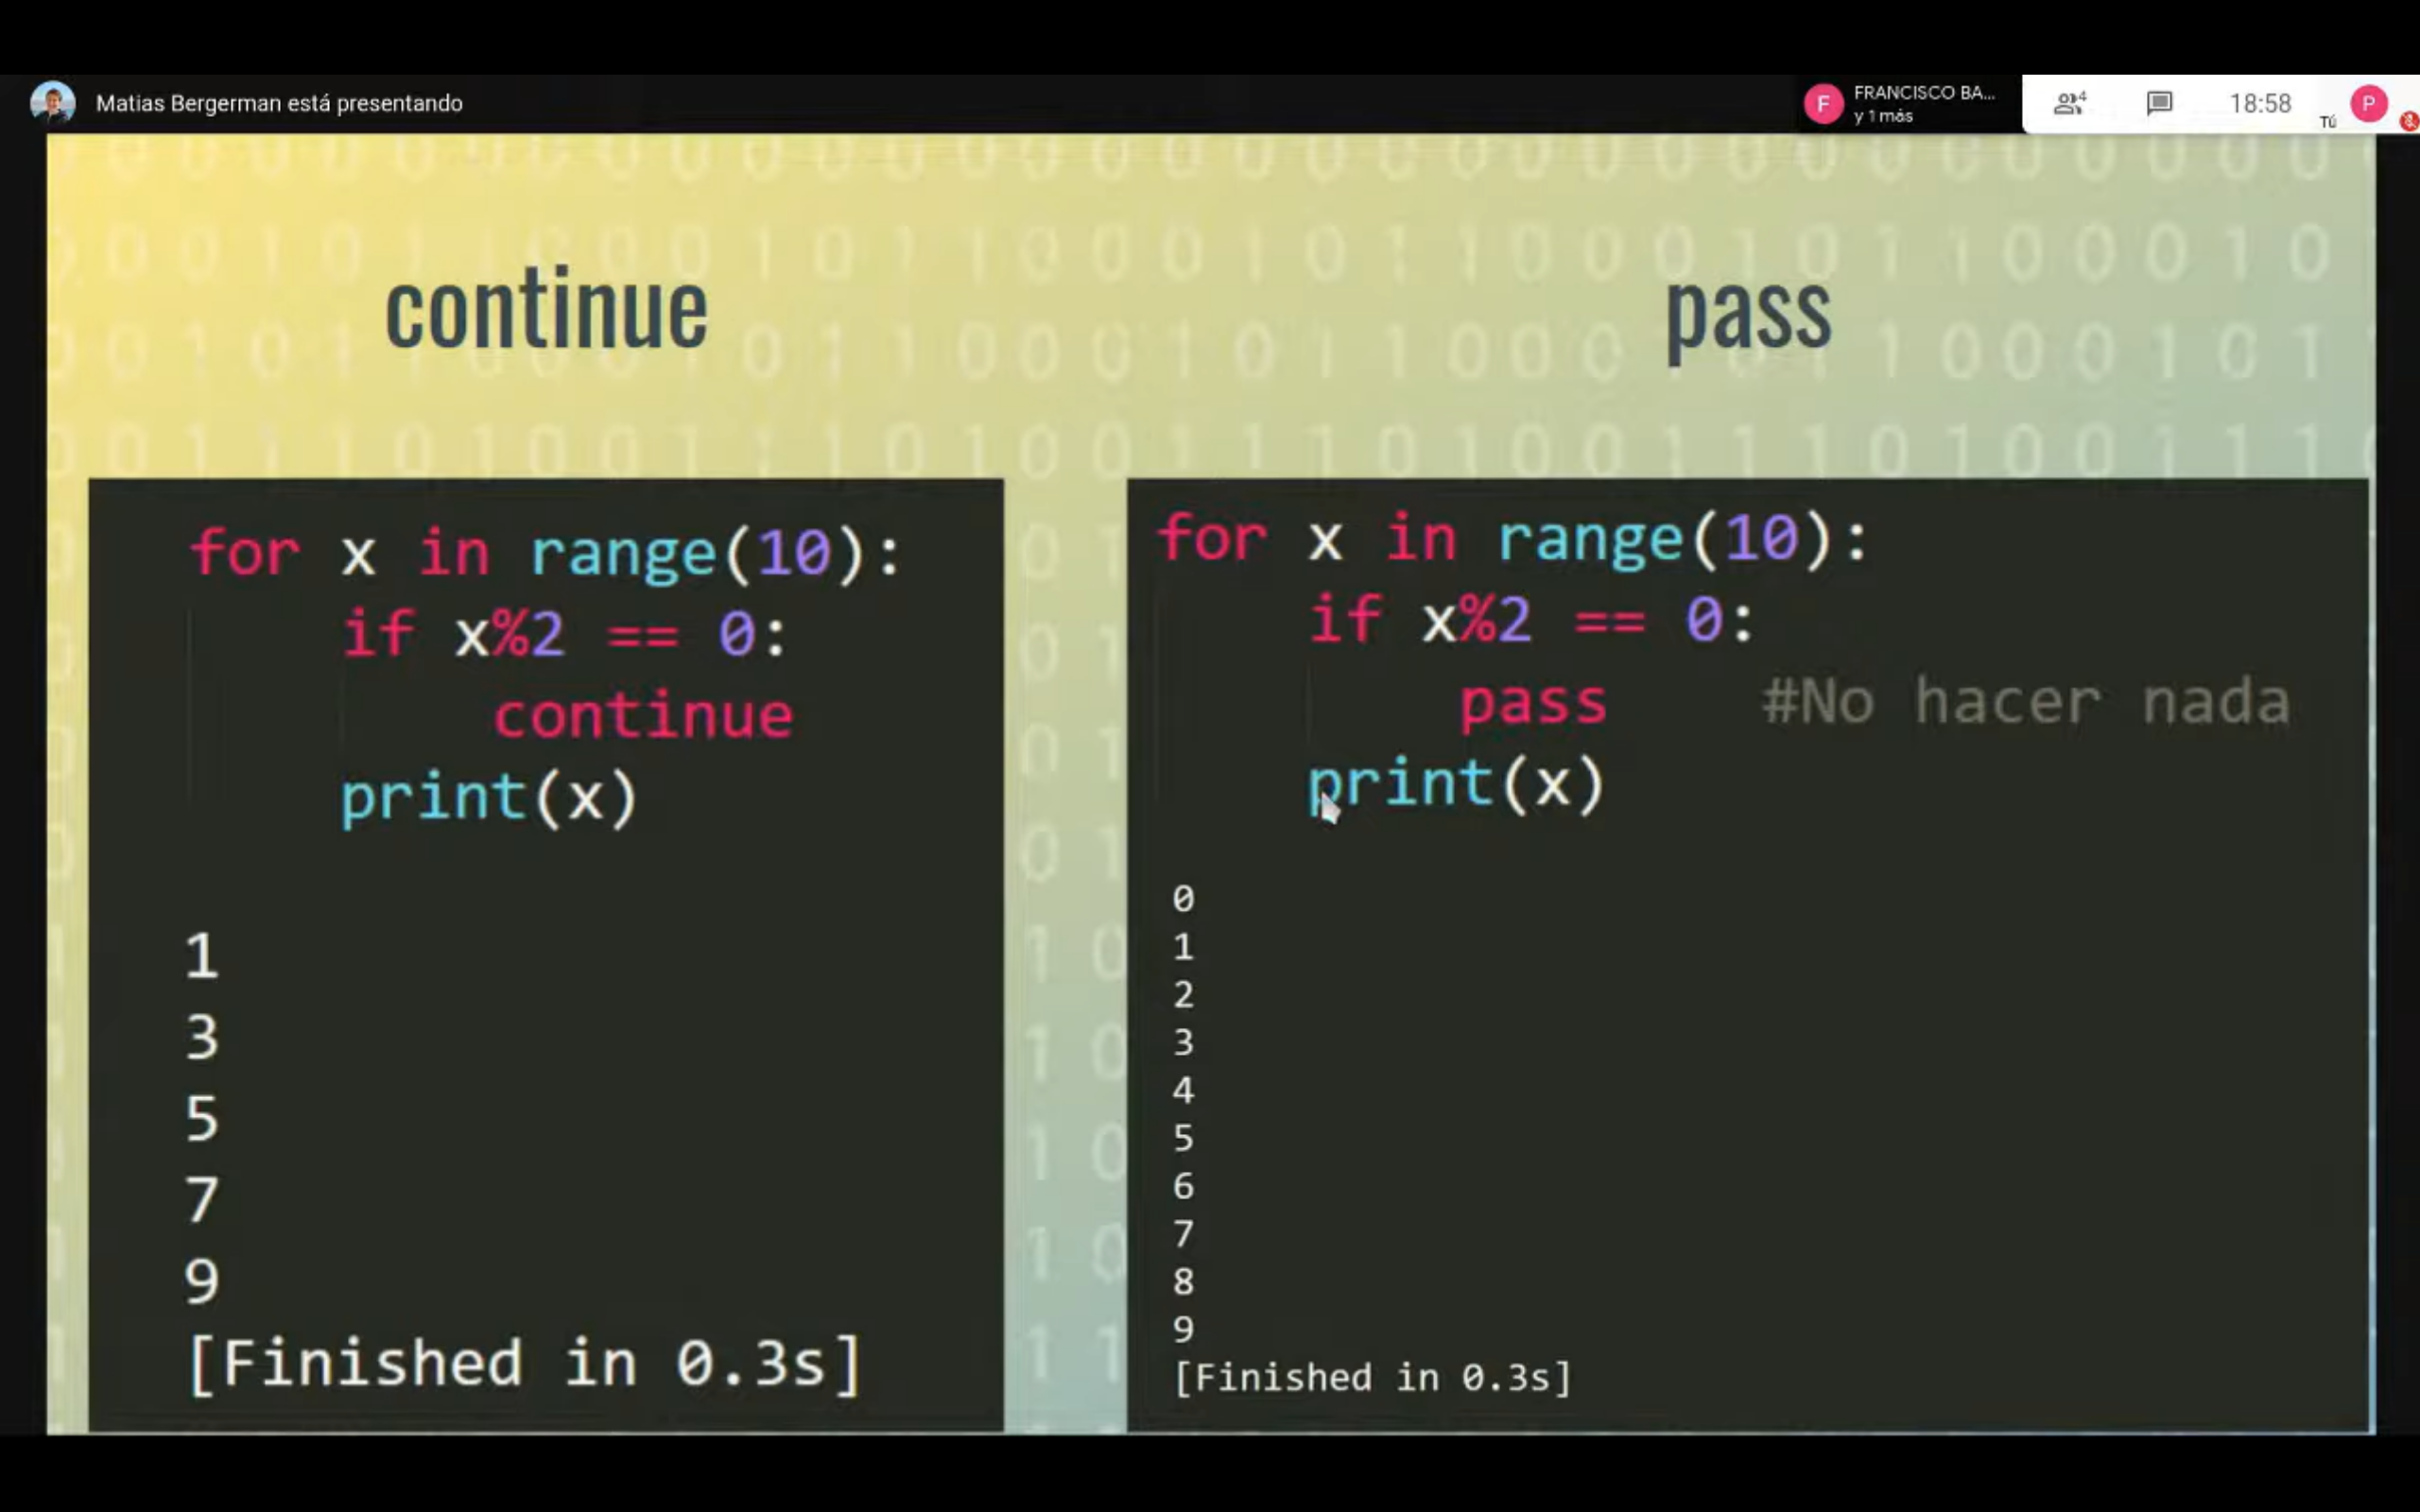 Matias Bergerman está presentando
FRANCISCO BA...
y 1 más
4
18:58
Tú
P
F
continue
pass
for x in range(10):
if x%2 == 0:
continue
print(x)
1
3
5
7
9
[Finished in 0.3s]
for x in range(10):
if x%2 == 0:
pass #No hacer nada
print(x)
0
1
2
3
4
5
6
7
8
9
[Finished in 0.3s]